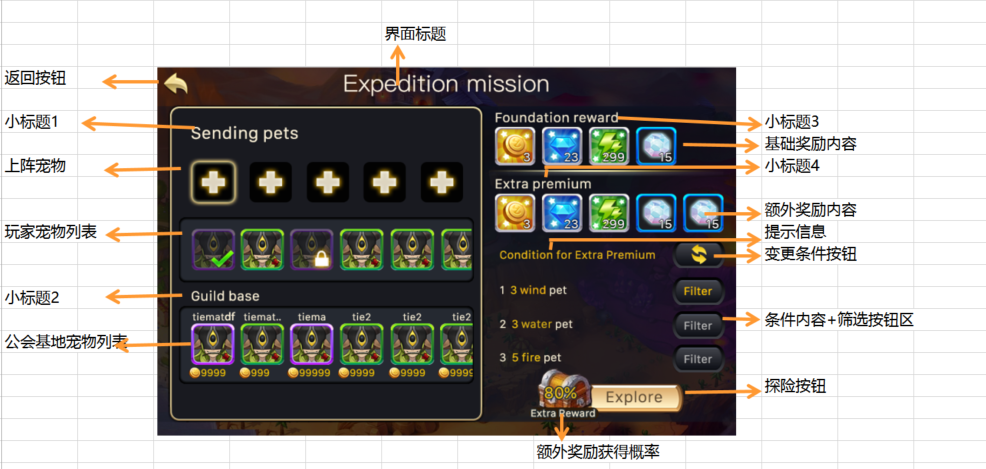 界面标题
返回按钮
Expedition mission
小标题1
Sending pets
Foundation reward
小标题3
3 23 299 15
基础奖励内容
上阵宠物
小标题4
Extra premium
3 23 299 15 15
额外奖励内容
玩家宠物列表
提示信息
Condition for Extra Premium
变更条件按钮
小标题2
Guild base
1 3 wind pet Filter
tiematdf tiemat.. tiema tie2 tie2 tie2
2 3 water pet Filter
条件内容+筛选按钮区
公会基地宠物列表
3 5 fire pet Filter
9999 999 99999 9999 9999 999
80%
Explore
探险按钮
Extra Reward
额外奖励获得概率